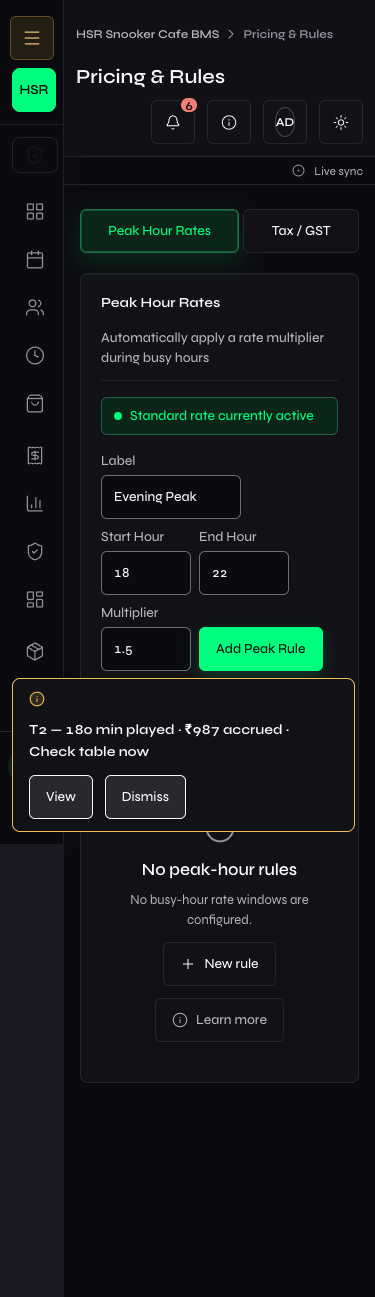 HSR Snooker Cafe BMS > Pricing & Rules
HSR
Pricing & Rules
6
AD
Live sync
Peak Hour Rates
Tax / GST
Peak Hour Rates
Automatically apply a rate multiplier
during busy hours
Standard rate currently active
Label
Evening Peak
Start Hour
End Hour
18
22
Multiplier
1.5
Add Peak Rule
T2 — 180 min played · ₹987 accrued ·
Check table now
View
Dismiss
No peak-hour rules
No busy-hour rate windows are
configured.
+ New rule
Learn more